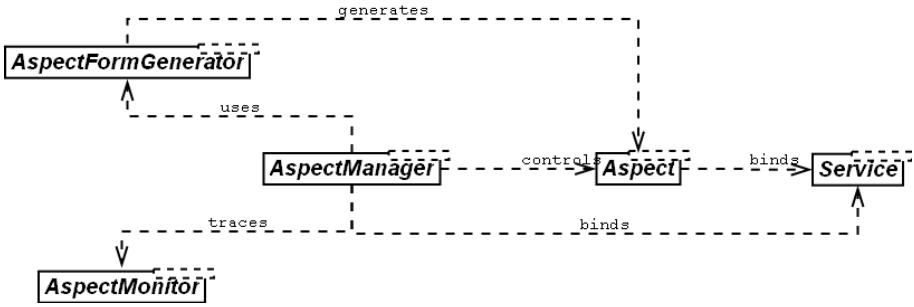 generates
AspectFormGenerator
uses
AspectManager
controls
Aspect
binds
Service
traces
binds
AspectMonitor